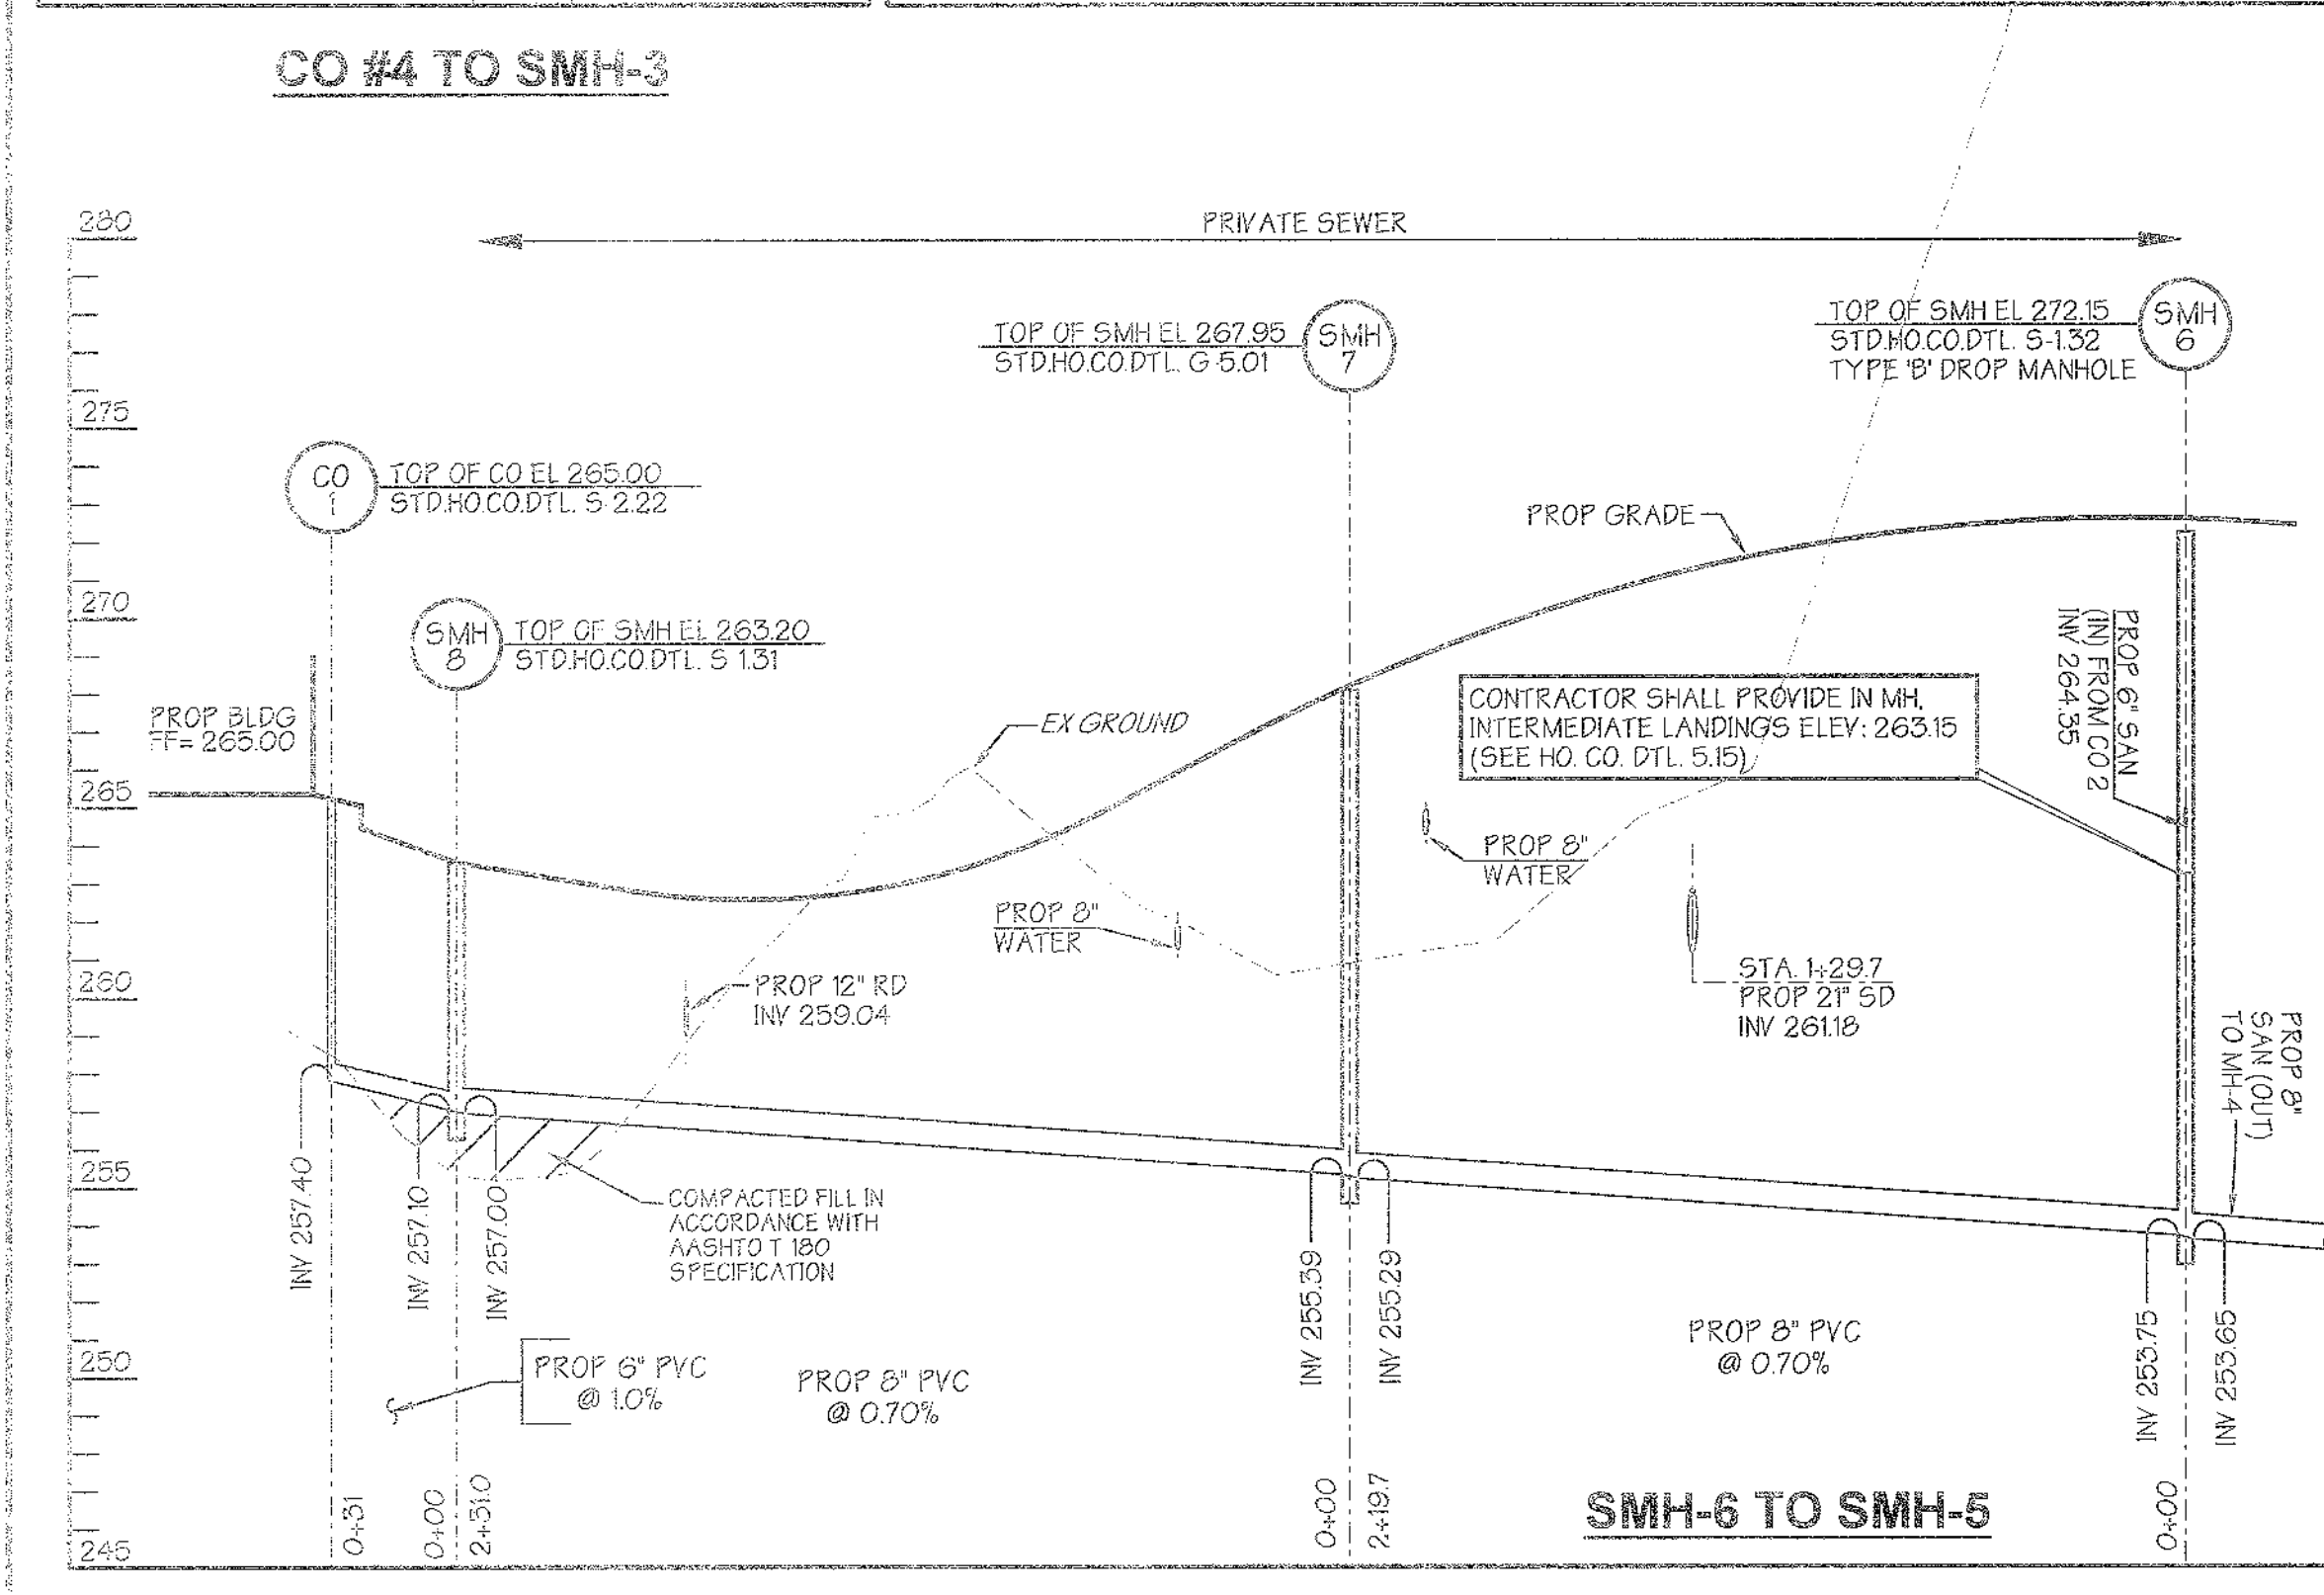 CO #4 TO SMH-3
PRIVATE SEWER
280
275
270
265
260
255
250
245
TOP OF SMH EL 267.95
STD.HO.CO.DTL. G-5.01
SMH
7
TOP OF SMH EL 272.15
STD.HO.CO.DTL. S-1.32
TYPE 'B' DROP MANHOLE
SMH
6
CO
1
TOP OF CO EL 265.00
STD.HO.CO.DTL. S-2.22
SMH
8
TOP OF SMH EL 263.20
STD.HO.CO.DTL. S 1.31
PROP BLDG
FF= 265.00
EX GROUND
PROP GRADE
CONTRACTOR SHALL PROVIDE IN MH,
INTERMEDIATE LANDINGS ELEV: 263.15
(SEE HO. CO. DTL. 5.15)
PROP 6" SAN
(IN) FROM CO 2
INV 264.35
PROP 8"
WATER
PROP 8"
WATER
PROP 12" RD
INV 259.04
STA. 1+29.7
PROP 21" SD
INV 261.18
PROP 8"
SAN (OUT)
TO MH-4
COMPACTED FILL IN
ACCORDANCE WITH
AASHTO T 180
SPECIFICATION
INV 257.40
INV 257.10
INV 257.00
INV 255.39
INV 255.29
INV 253.75
INV 253.65
PROP 6" PVC
@ 1.0%
PROP 8" PVC
@ 0.70%
PROP 8" PVC
@ 0.70%
0+31
0+00
2+31.0
0+00
2+19.7
0+00
SMH-6 TO SMH-5